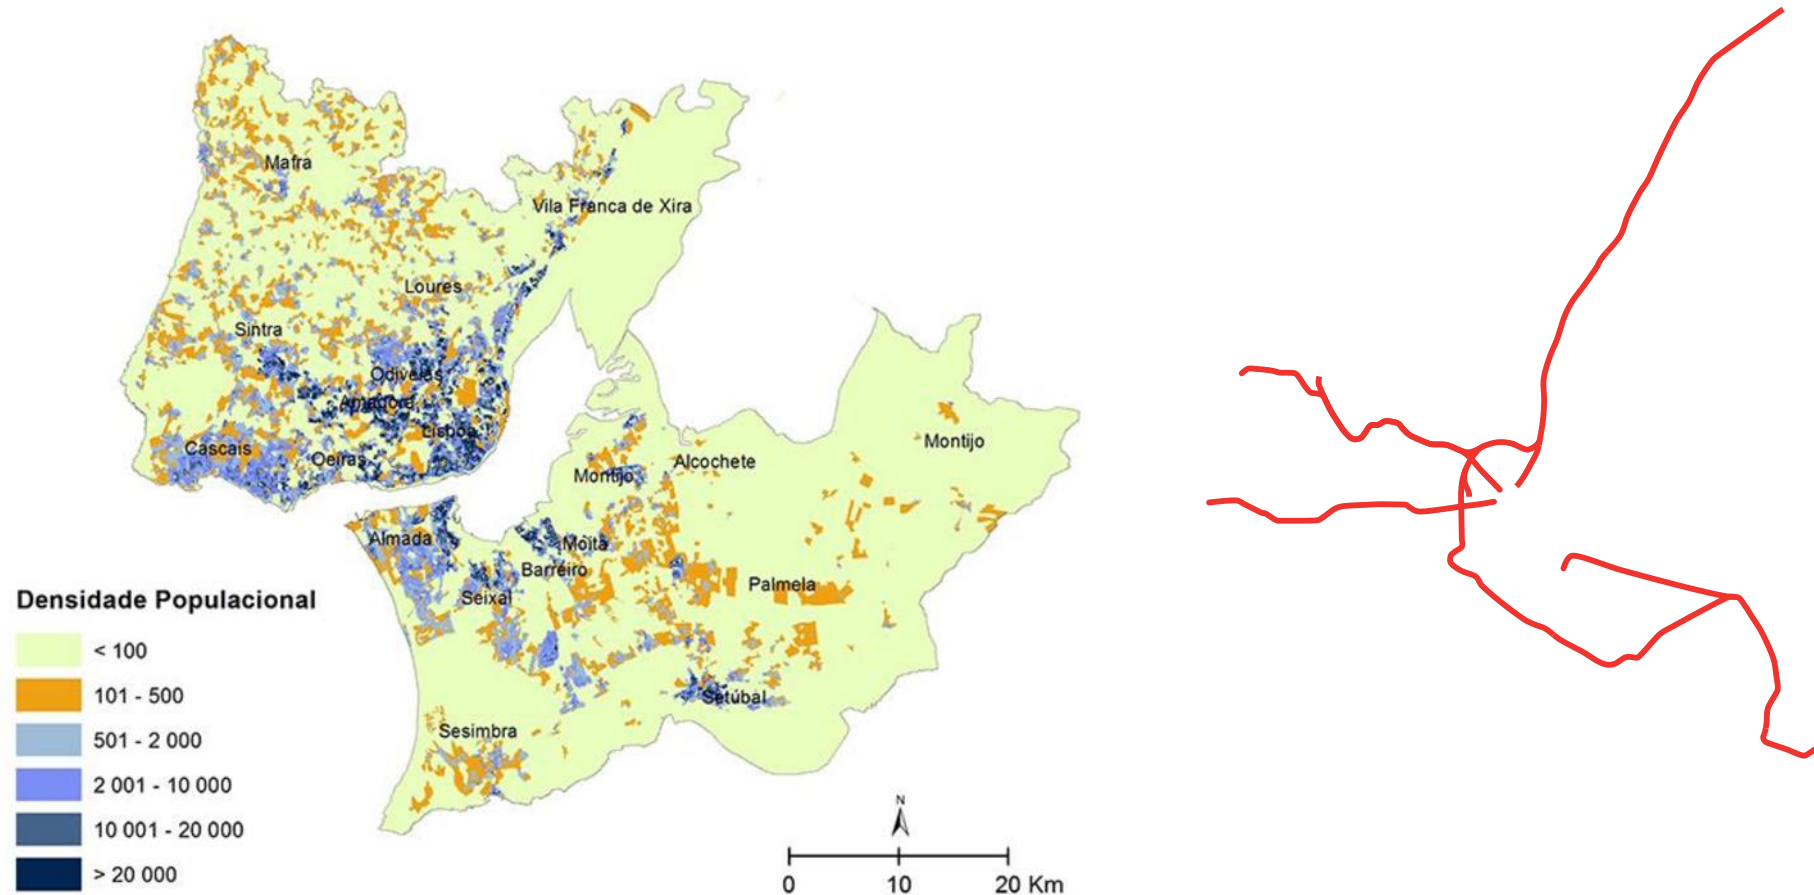 Mafra
Vila Franca de Xira
Loures
Sintra
Odivelas
Amadora
Lisboa
Cascais
Oeiras
Montijo
Alcochete
Montijo
Almada
Moita
Barreiro
Seixal
Palmela
Setúbal
Sesimbra
Densidade Populacional
< 100
101 - 500
501 - 2 000
2 001 - 10 000
10 001 - 20 000
> 20 000
N
0 10 20 Km